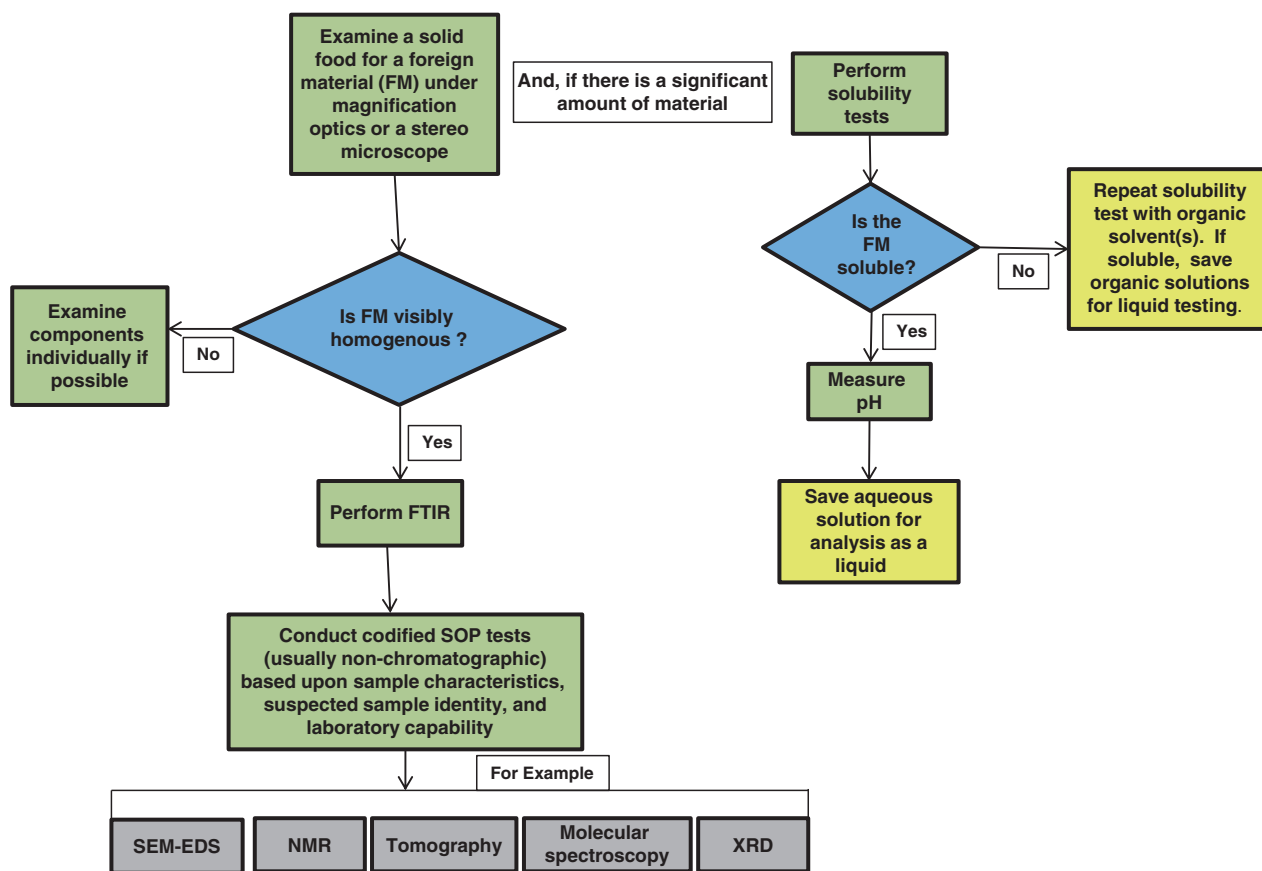 Examine a solid
food for a foreign
material (FM) under
magnification
optics or a stereo
microscope
And, if there is a significant
amount of material
Perform
solubility
tests
Is the
FM
soluble?
No
Repeat solubility
test with organic
solvent(s). If
soluble, save
organic solutions
for liquid testing.
Yes
Measure
pH
Save aqueous
solution for
analysis as a
liquid
Is FM visibly
homogenous ?
No
Examine
components
individually if
possible
Yes
Perform FTIR
Conduct codified SOP tests
(usually non-chromatographic)
based upon sample characteristics,
suspected sample identity, and
laboratory capability
For Example
SEM-EDS
NMR
Tomography
Molecular
spectroscopy
XRD